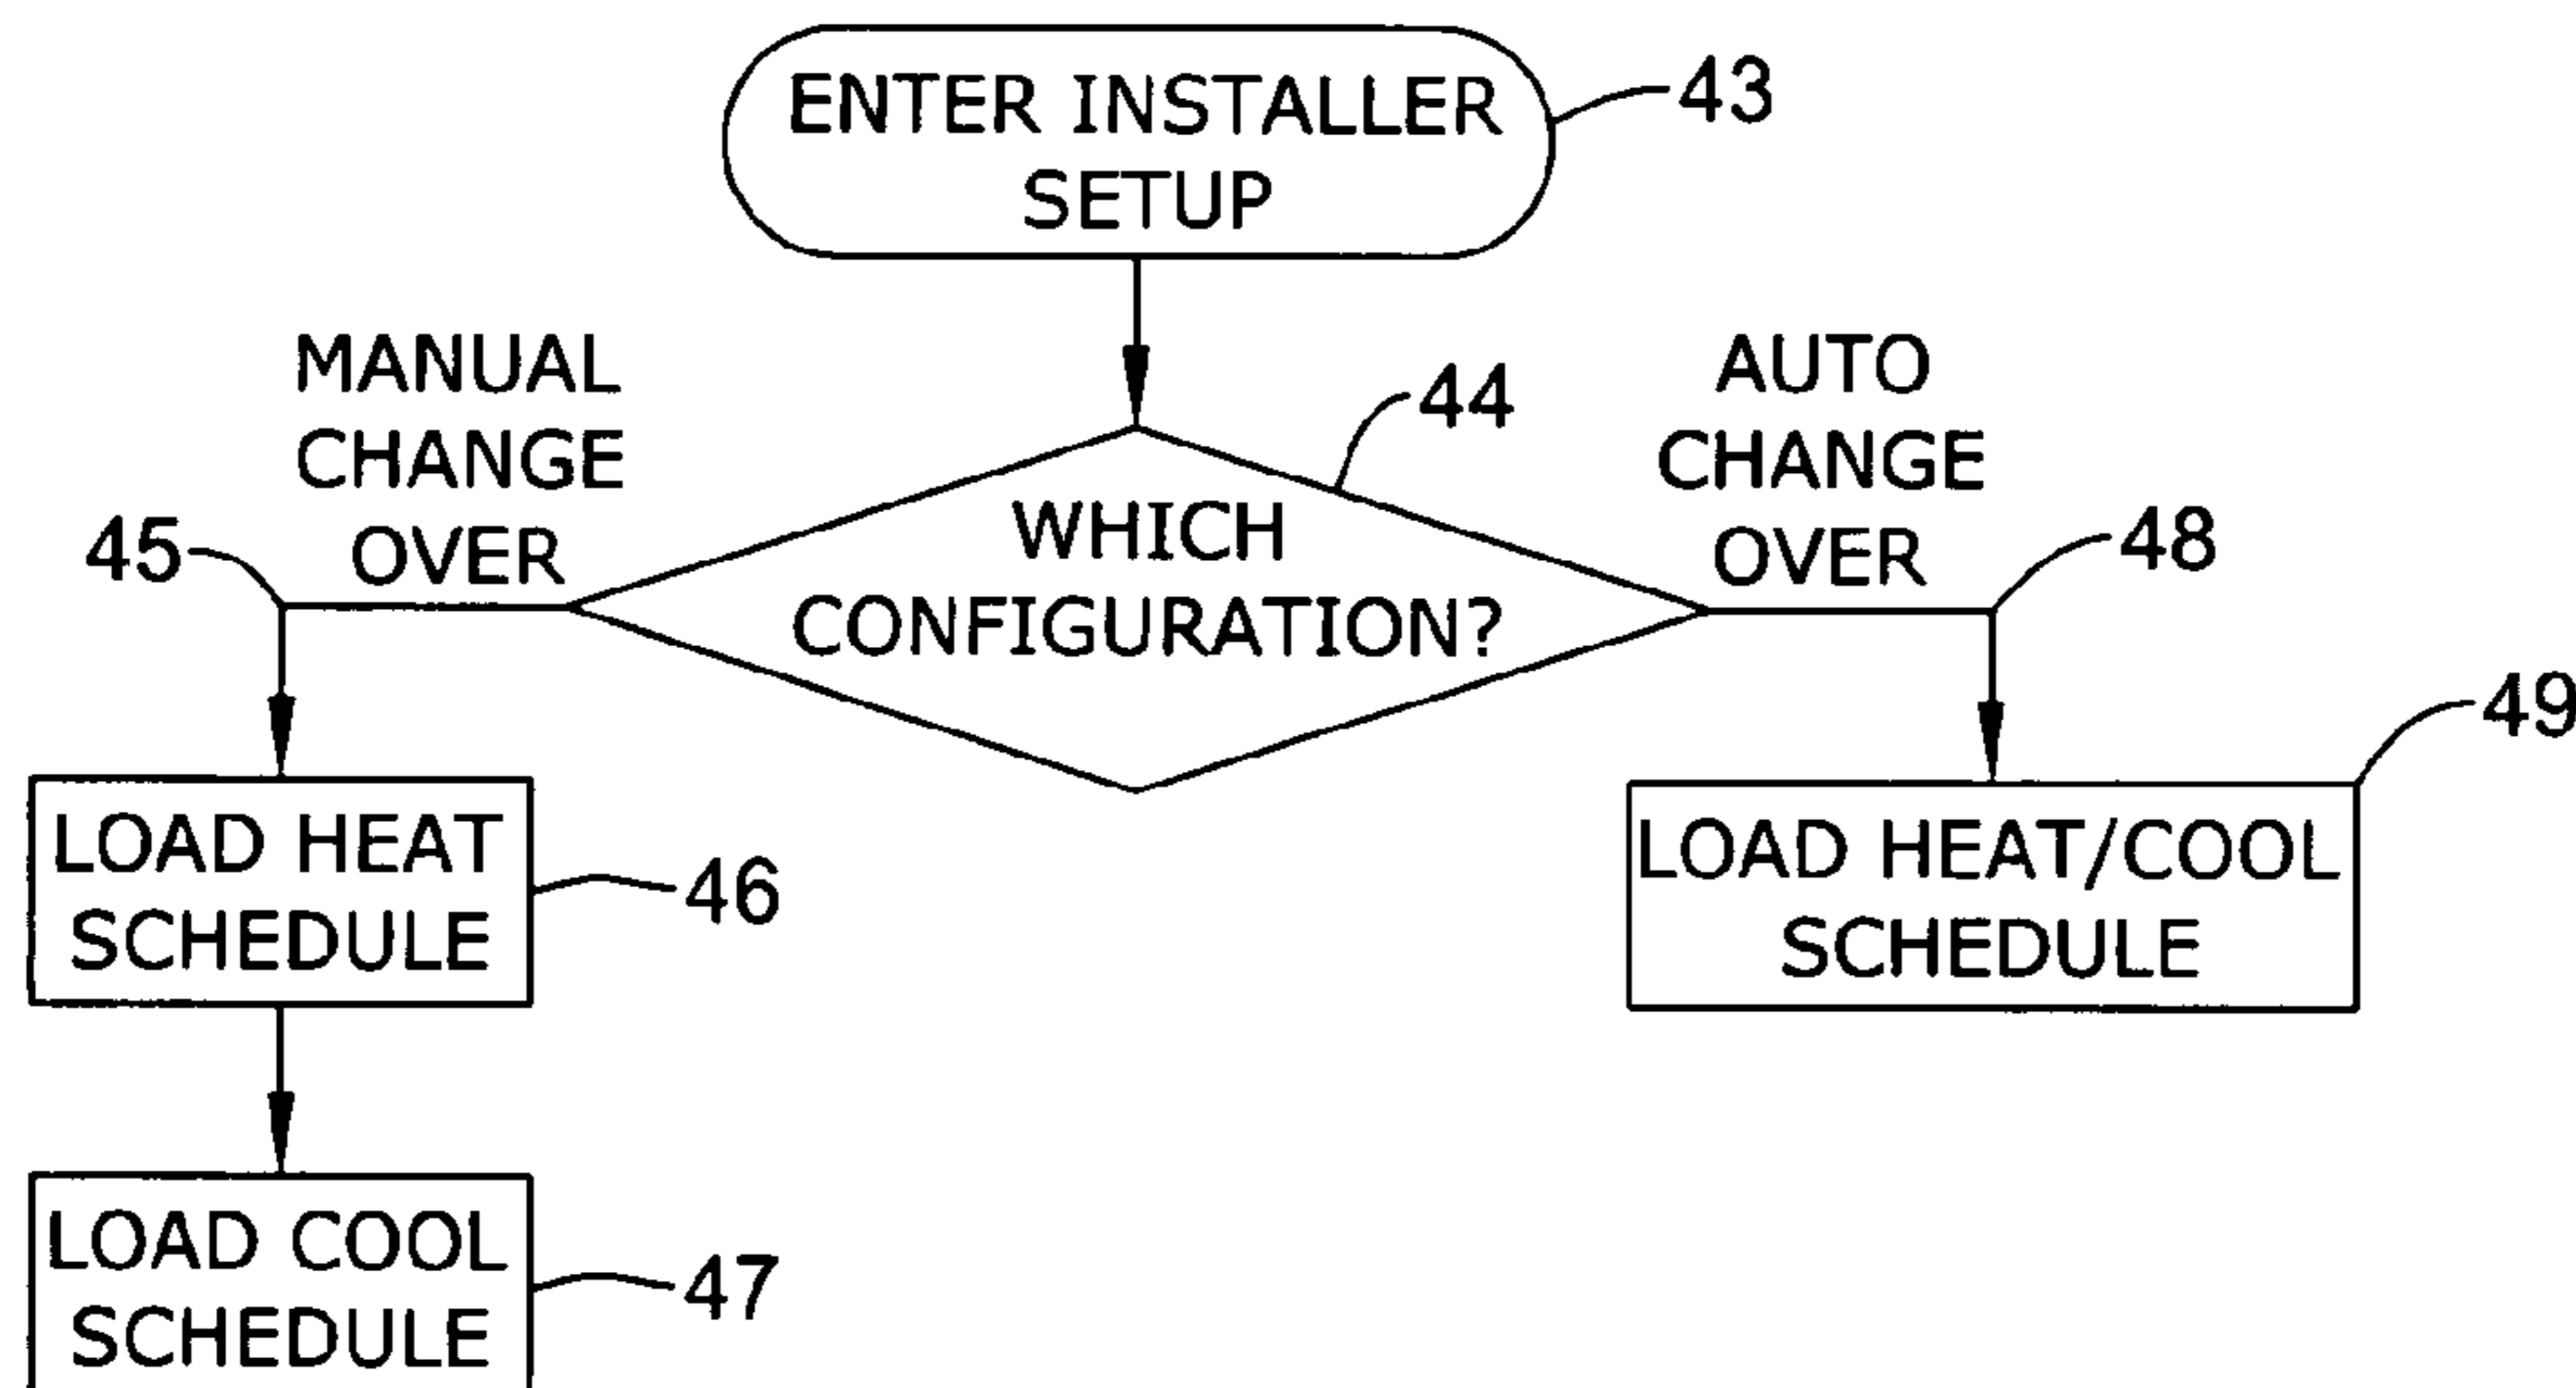 ENTER INSTALLER
SETUP
43
MANUAL
CHANGE
OVER
45
44
WHICH
CONFIGURATION?
AUTO
CHANGE
OVER
48
LOAD HEAT
SCHEDULE
46
LOAD HEAT/COOL
SCHEDULE
49
LOAD COOL
SCHEDULE
47